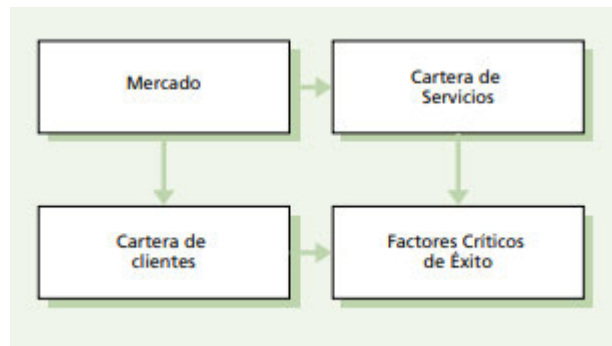 Mercado
Cartera de
Servicios
Cartera de
clientes
Factores Críticos
de Éxito